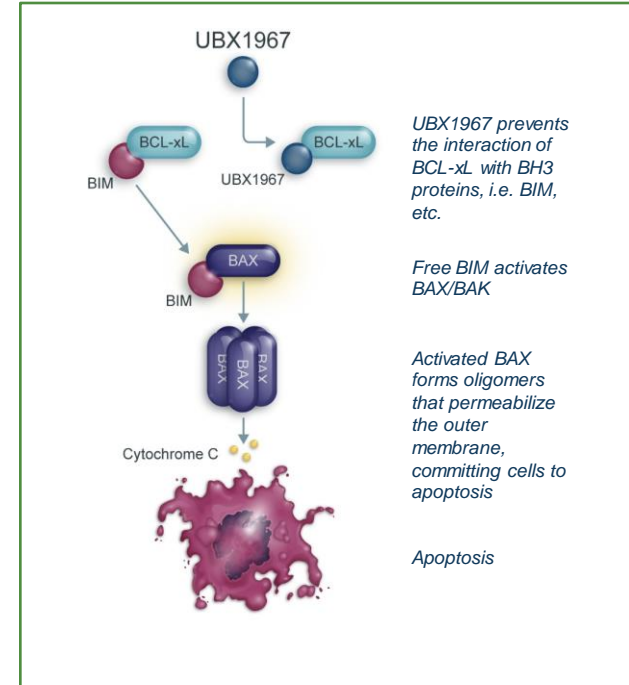 UBX1967
BCL-xL
BIM
BCL-xL
UBX1967
UBX1967 prevents
the interaction of
BCL-xL with BH3
proteins, i.e. BIM,
etc.
BAX
BIM
Free BIM activates
BAX/BAK
BAX
BAX
BAX
Activated BAX
forms oligomers
that permeabilize
the outer
membrane,
committing cells to
apoptosis
Cytochrome C
Apoptosis